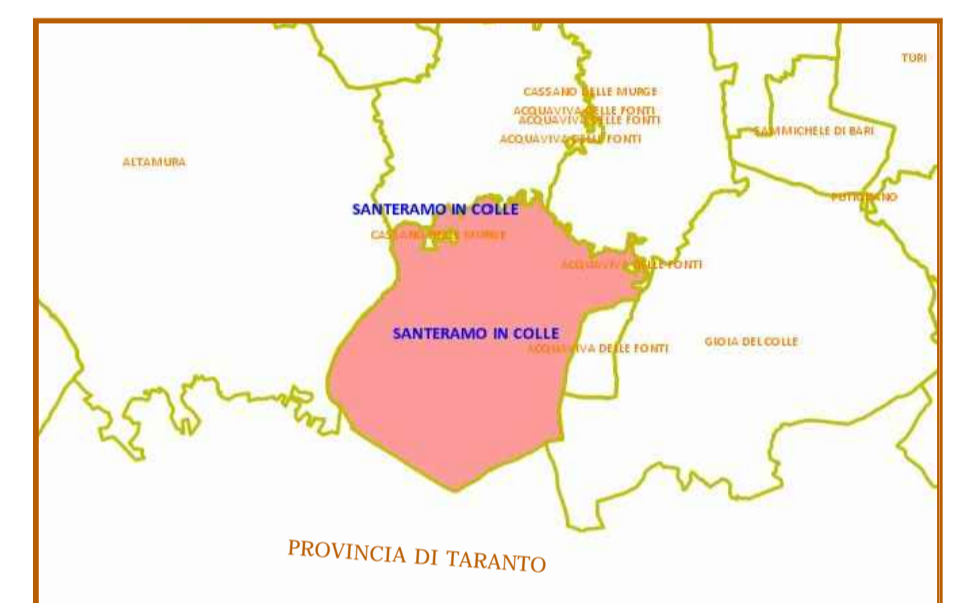 TURI
CASSANO DELLE MURGE
ACQUAVIVA DELLE FONTI
ACQUAVIVA DELLE FONTI
SAMMICHELE DI BARI
ACQUAVIVA DELLE FONTI
ALTAMURA
PUTIGNANO
SANTERAMO IN COLLE
CASSANO DELLE MURGE
ACQUAVIVA DELLE FONTI
SANTERAMO IN COLLE
GIOIA DEL COLLE
ACQUAVIVA DELLE FONTI
PROVINCIA DI TARANTO